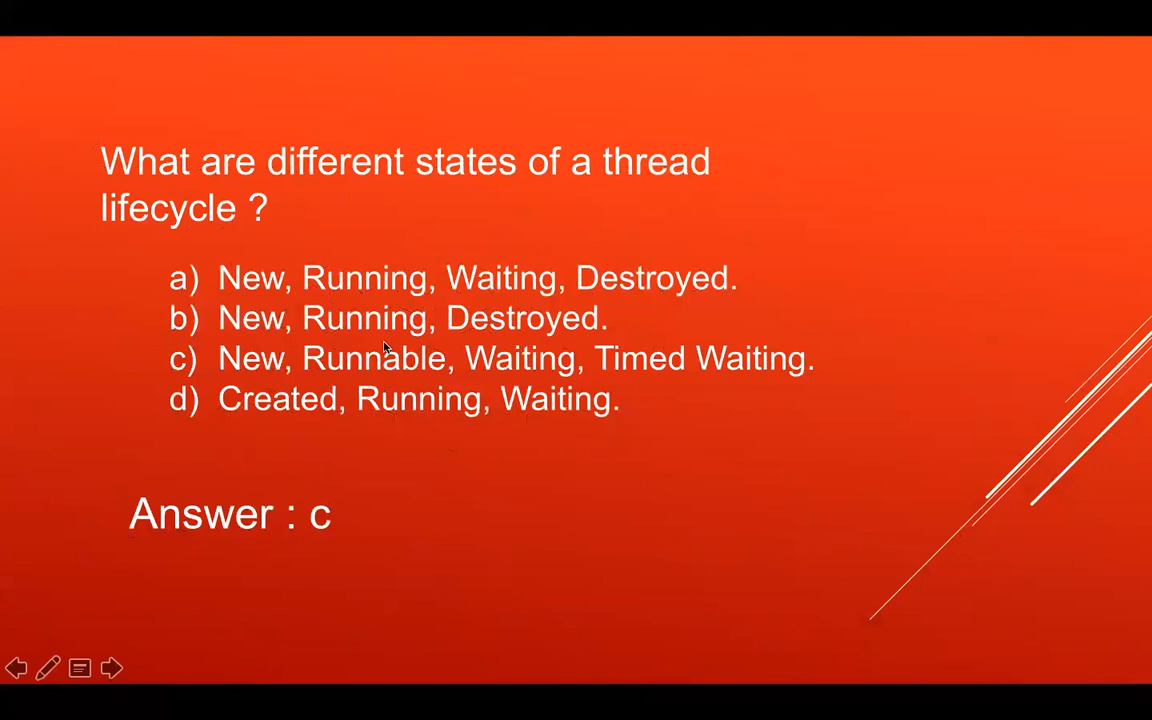 What are different states of a thread
lifecycle ?
a) New, Running, Waiting, Destroyed.
b) New, Running, Destroyed.
c) New, Runnable, Waiting, Timed Waiting.
d) Created, Running, Waiting.
Answer : c